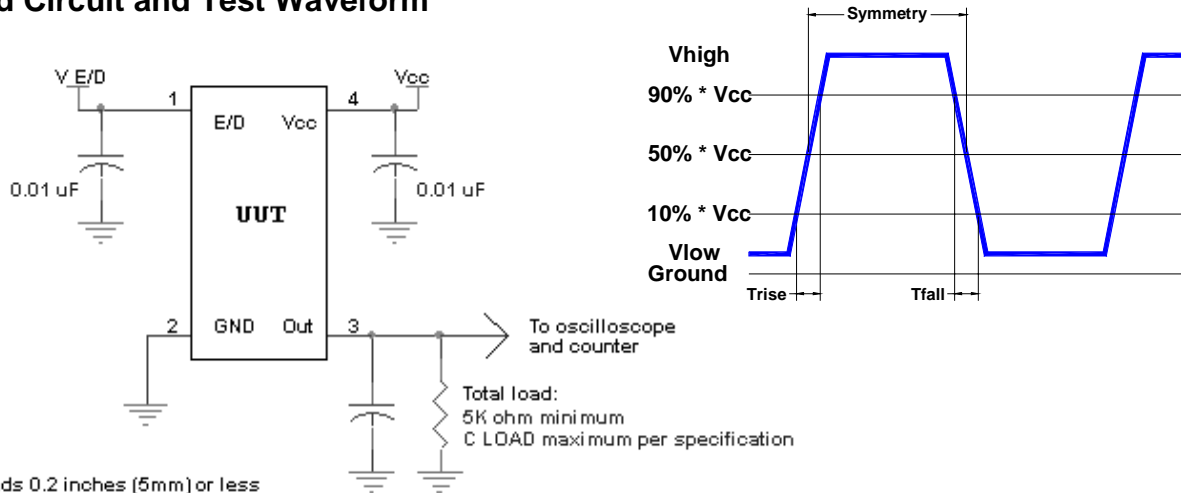 d Circuit and Test Waveform
V E/D
Vcc
1
4
E/D Vcc
0.01 uF
0.01 uF
UUT
2
GND Out
3
To oscilloscope
and counter
Total load:
5K ohm minimum
C LOAD maximum per specification
ds 0.2 inches (5mm) or less
Symmetry
Vhigh
90% * Vcc
50% * Vcc
10% * Vcc
Vlow
Ground
Trise
Tfall